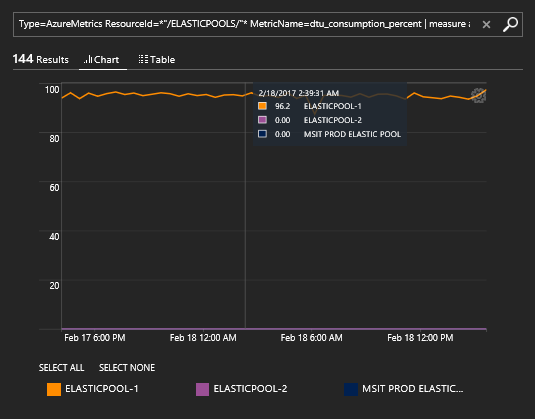 Type=AzureMetrics ResourceId=*"/ELASTICPOOLS/"* MetricName=dtu_consumption_percent | measure a
144 Results
Chart
Table
100
2/18/2017 2:39:31 AM
96.2 ELASTICPOOL-1
0.00 ELASTICPOOL-2
0.00 MSIT PROD ELASTIC POOL
80
60
40
20
Feb 17 6:00 PM Feb 18 12:00 AM Feb 18 6:00 AM Feb 18 12:00 PM
SELECT ALL SELECT NONE
ELASTICPOOL-1 ELASTICPOOL-2 MSIT PROD ELASTIC...